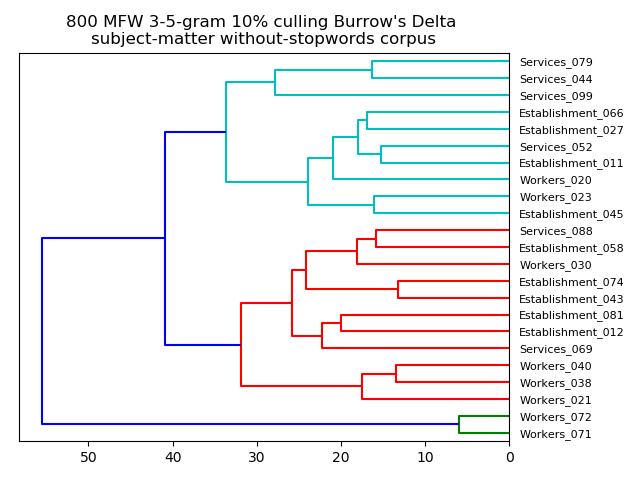 800 MFW 3-5-gram 10% culling Burrow's Delta
subject-matter without-stopwords corpus
Services_079
Services_044
Services_099
Establishment_066
Establishment_027
Services_052
Establishment_011
Workers_020
Workers_023
Establishment_045
Services_088
Establishment_058
Workers_030
Establishment_074
Establishment_043
Establishment_081
Establishment_012
Services_069
Workers_040
Workers_038
Workers_021
Workers_072
Workers_071
50 40 30 20 10 0